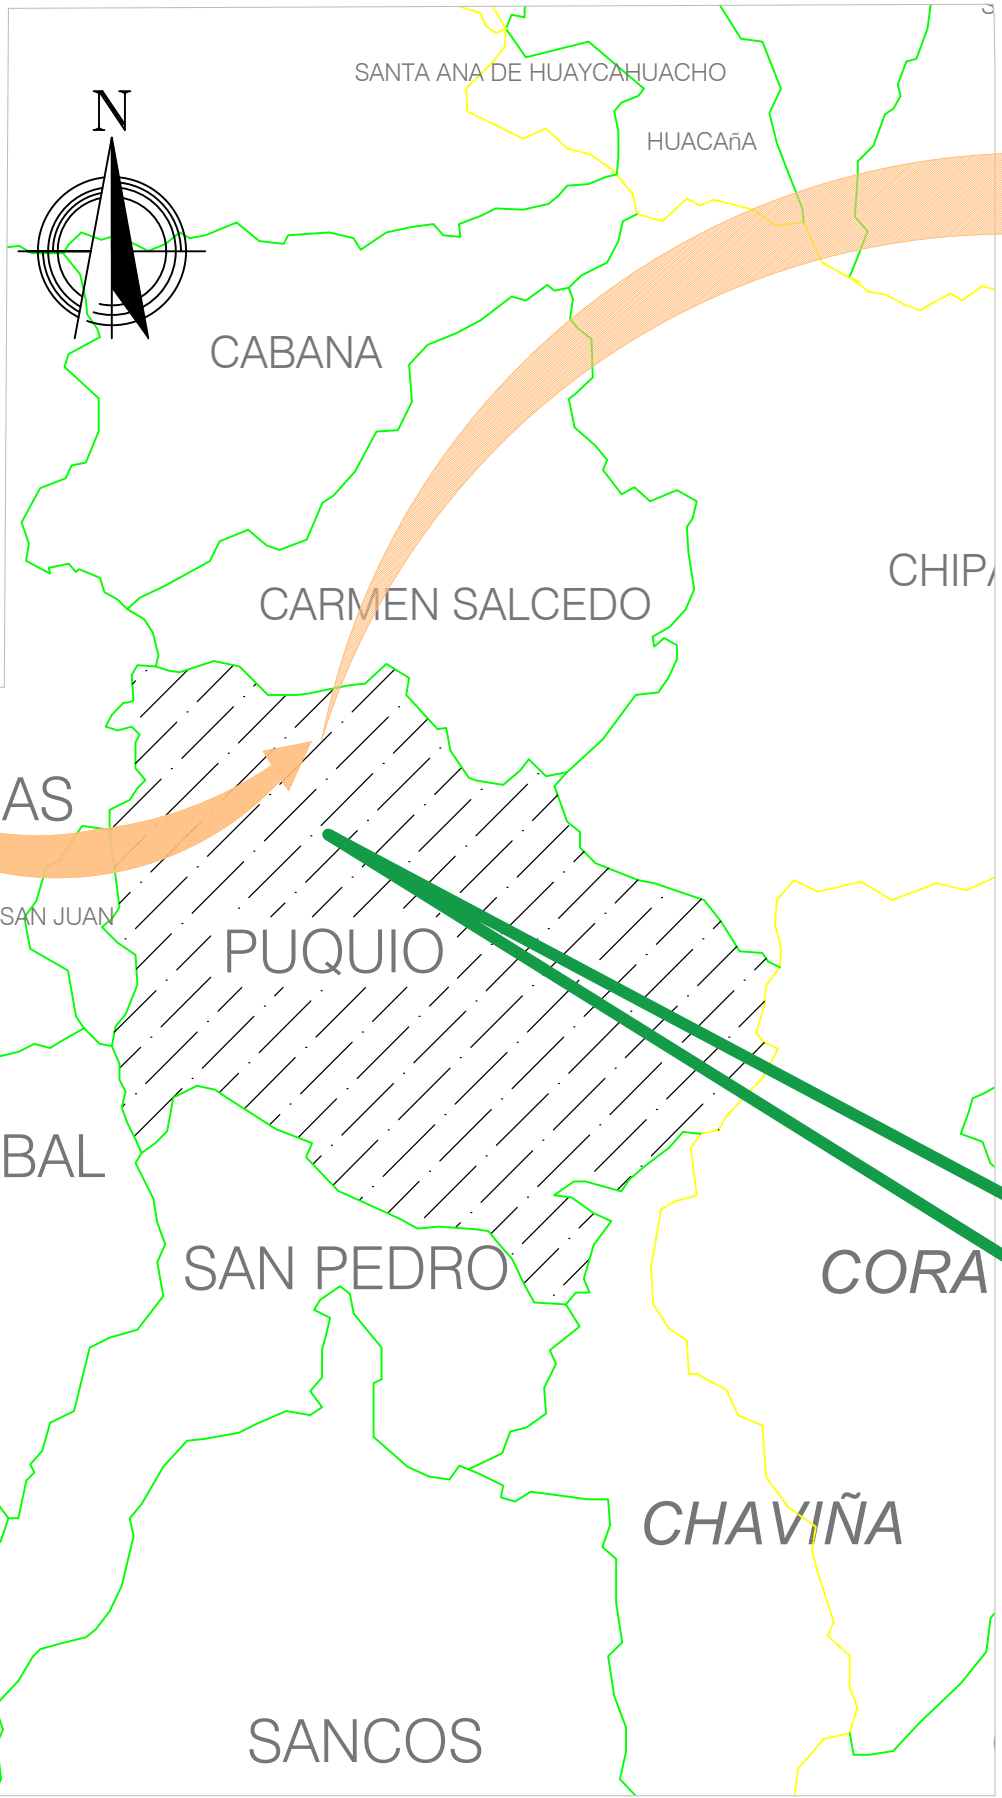 SANTA ANA DE HUAYCAHUACHO
N
HUACAñA
CABANA
CHIPA
CARMEN SALCEDO
AS
SAN JUAN
PUQUIO
BAL
SAN PEDRO
CORA
CHAVIÑA
SANCOS